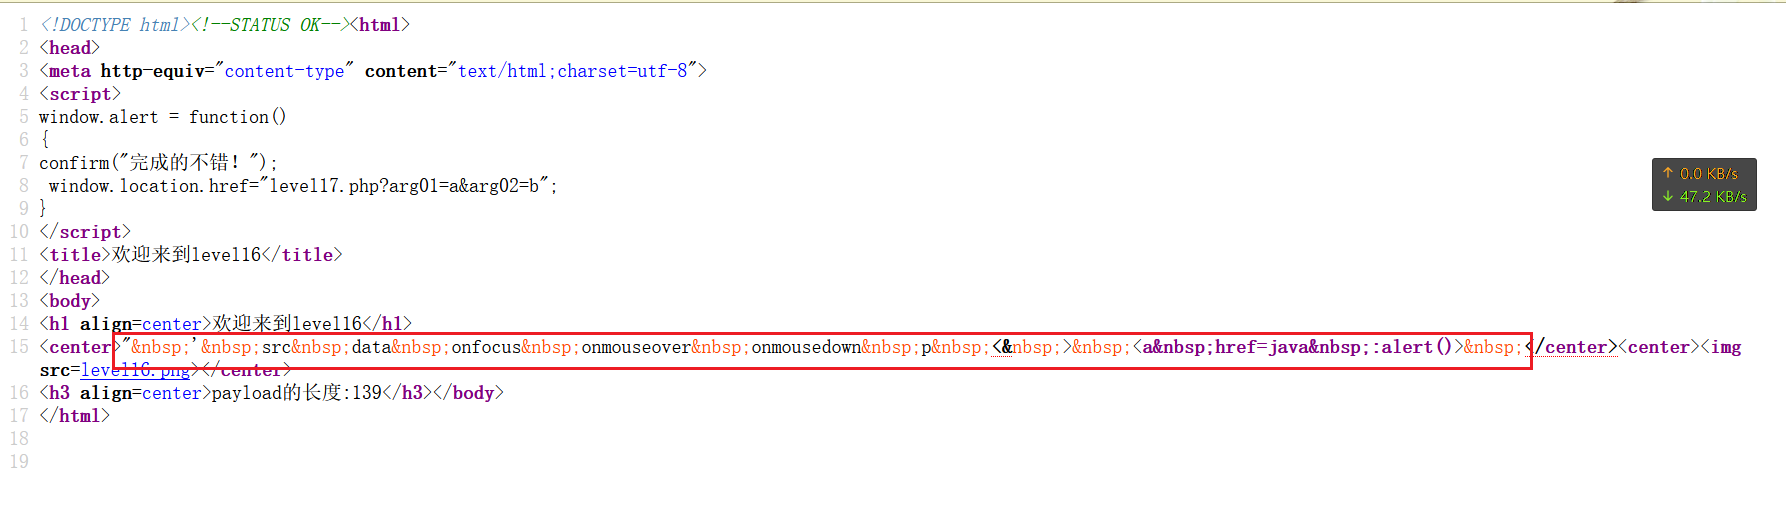 1 <!DOCTYPE html><!--STATUS OK--><html>
2 <head>
3 <meta http-equiv="content-type" content="text/html;charset=utf-8">
4 <script>
5 window.alert = function()
6 {
7 confirm("完成的不错！");
8  window.location.href="level17.php?arg01=a&arg02=b";
9 }
10 </script>
11 <title>欢迎来到level16</title>
12 </head>
13 <body>
14 <h1 align=center>欢迎来到level16</h1>
15 <center>"&nbsp;'&nbsp;src&nbsp;data&nbsp;onfocus&nbsp;onmouseover&nbsp;onmousedown&nbsp;p&nbsp;<&nbsp;>&nbsp;<a&nbsp;href=java&nbsp;:alert()>&nbsp;</center><center><img
src=level16.png></center>
16 <h3 align=center>payload的长度:139</h3></body>
17 </html>
18
19
↑ 0.0 KB/s
↓ 47.2 KB/s